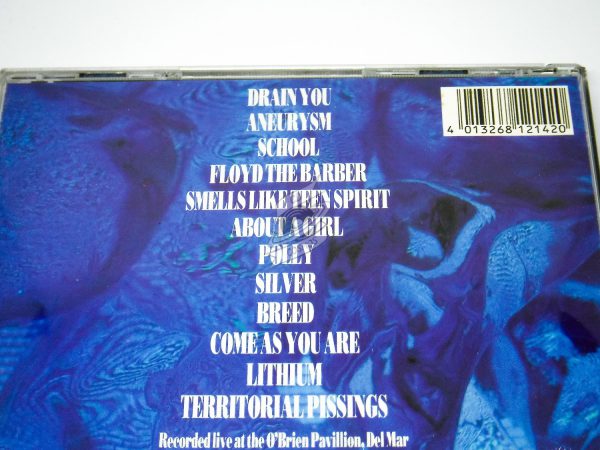 DRAIN YOU
ANEURYSM
SCHOOL
FLOYD THE BARBER
SMELLS LIKE TEEN SPIRIT
ABOUT A GIRL
POLLY
SILVER
BREED
COME AS YOU ARE
LITHIUM
TERRITORIAL PISSINGS
Recorded live at the O'Brien Pavillion, Del Mar
4 013268 121420